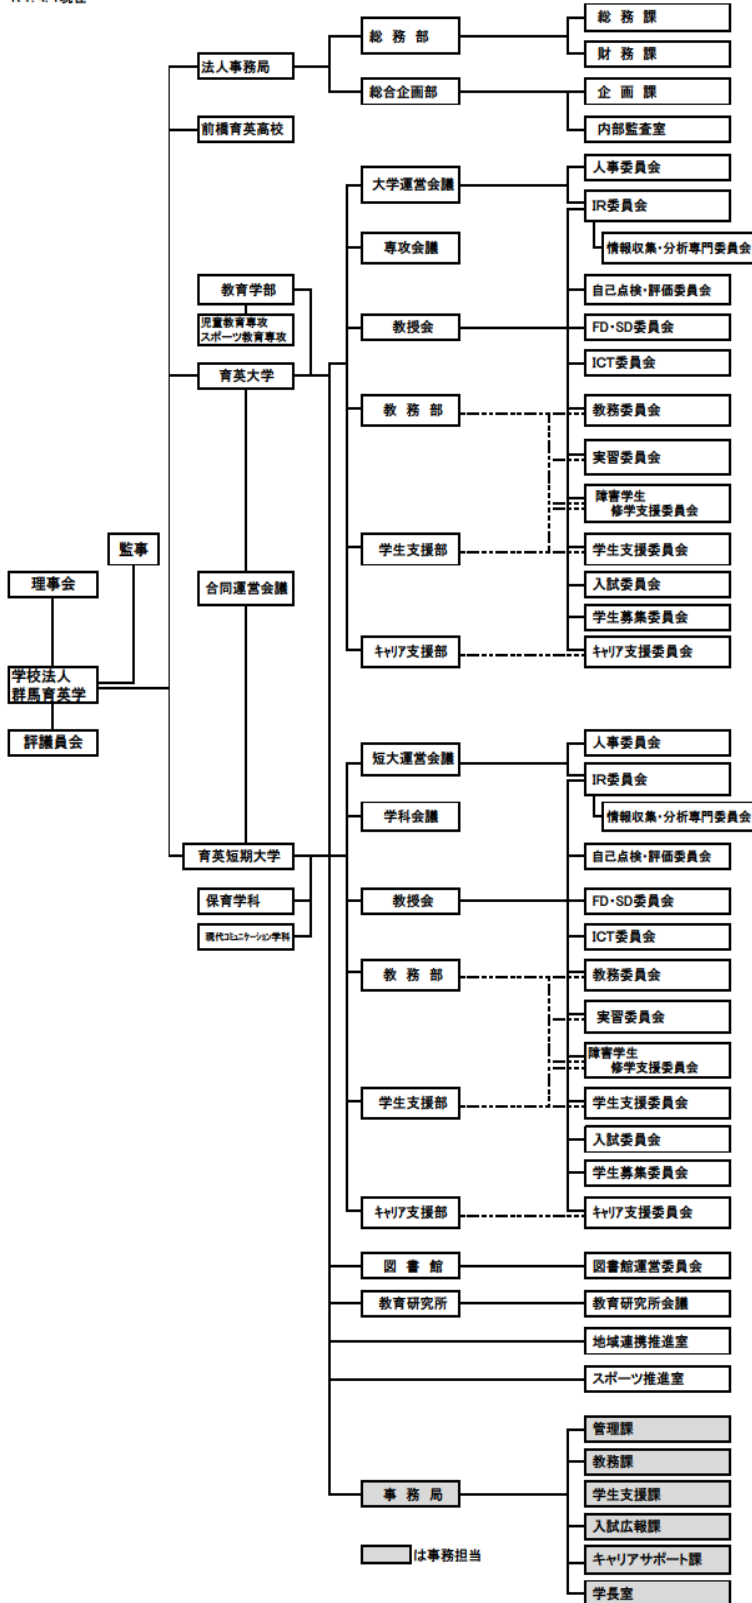 総務課
総務部
財務課
法人事務局
総合企画部
企画課
前橋育英高校
内部監査室
人事委員会
大学運営会議
IR委員会
専攻会議
情報収集・分析専門委員会
教育学部
自己点検・評価委員会
児童教育専攻
スポーツ教育専攻
教授会
FD・SD委員会
ICT委員会
育英大学
教務部
教務委員会
実習委員会
障害学生
修学支援委員会
監事
学生支援部
学生支援委員会
理事会
合同運営会議
入試委員会
学生募集委員会
キャリア支援部
キャリア支援委員会
学校法人
群馬育英学
評議員会
人事委員会
短大運営会議
IR委員会
学科会議
情報収集・分析専門委員会
育英短期大学
自己点検・評価委員会
保育学科
教授会
FD・SD委員会
現代コミュニケーション学科
ICT委員会
教務部
教務委員会
実習委員会
障害学生
修学支援委員会
学生支援部
学生支援委員会
入試委員会
学生募集委員会
キャリア支援部
キャリア支援委員会
図書館
図書館運営委員会
教育研究所
教育研究所会議
地域連携推進室
スポーツ推進室
管理課
教務課
事務局
学生支援課
入試広報課
は事務担当
キャリアサポート課
学長室